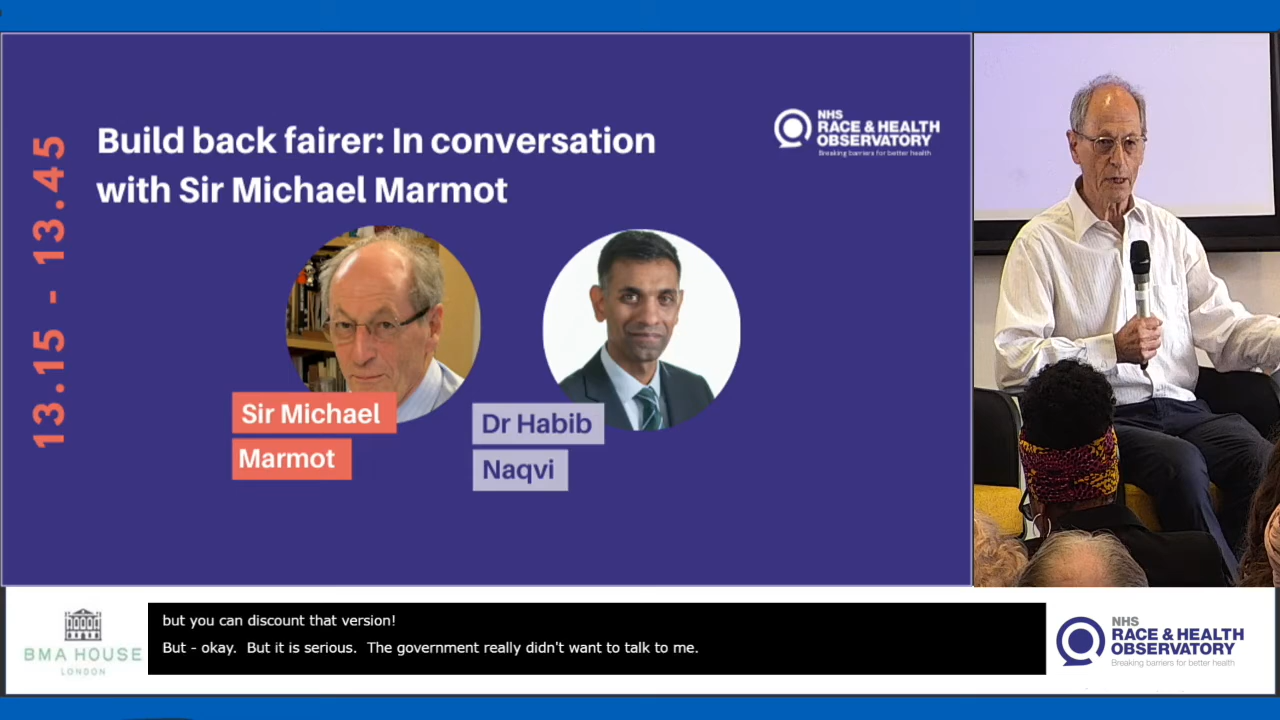 13.15 - 13.45
Build back fairer: In conversation
with Sir Michael Marmot
NHS
RACE & HEALTH
OBSERVATORY
Breaking barriers for better health
Sir Michael
Marmot
Dr Habib
Naqvi
BMA HOUSE
LONDON
but you can discount that version!
But - okay.  But it is serious.  The government really didn't want to talk to me.
NHS
RACE & HEALTH
OBSERVATORY
Breaking barriers for better health